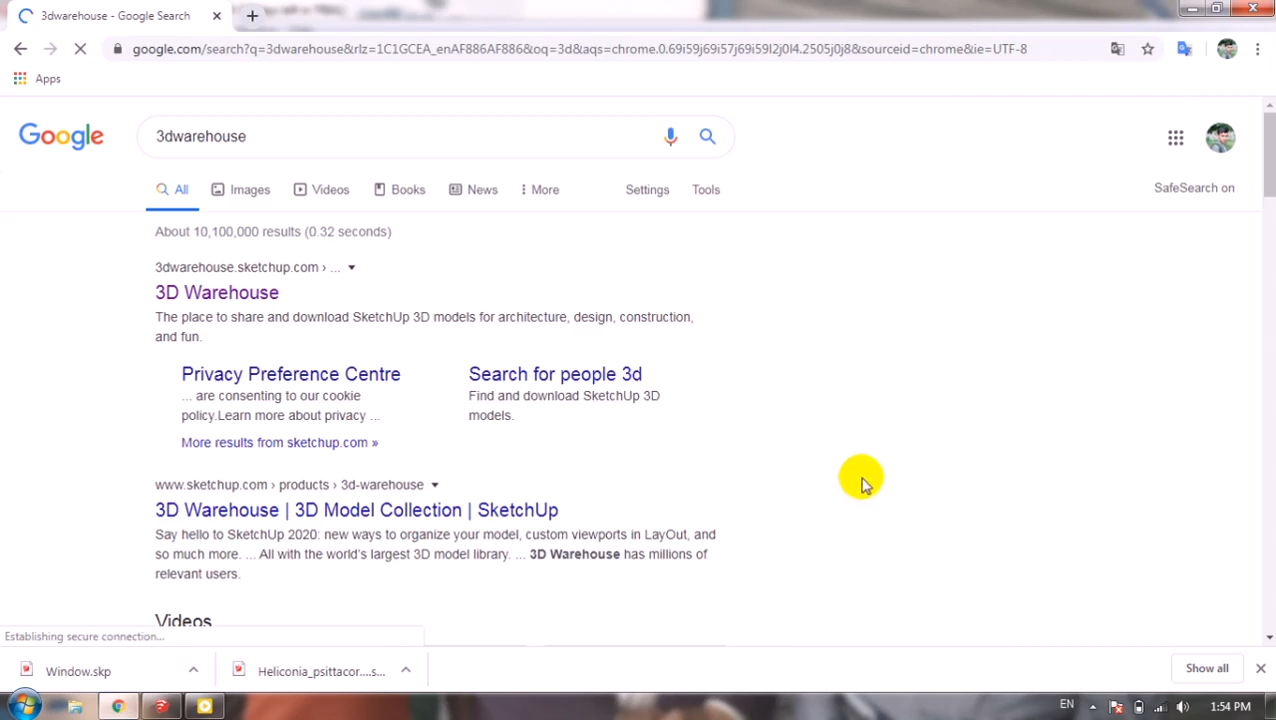 3dwarehouse - Google Search
google.com/search?q=3dwarehouse&rlz=1C1GCEA_enAF886AF886&oq=3d&aqs=chrome.0.69i59j69i57j69i59l2j0l4.2505j0j8&sourceid=chrome&ie=UTF-8
Apps
Google
3dwarehouse
All Images Videos Books News More Settings Tools SafeSearch on
About 10,100,000 results (0.32 seconds)
3dwarehouse.sketchup.com › ...
3D Warehouse
The place to share and download SketchUp 3D models for architecture, design, construction,
and fun.
Privacy Preference Centre
... are consenting to our cookie
policy.Learn more about privacy ...
Search for people 3d
Find and download SketchUp 3D
models.
More results from sketchup.com »
www.sketchup.com › products › 3d-warehouse
3D Warehouse | 3D Model Collection | SketchUp
Say hello to SketchUp 2020: new ways to organize your model, custom viewports in LayOut, and
so much more. ... All with the world's largest 3D model library. ... 3D Warehouse has millions of
relevant users.
Videos
Establishing secure connection...
Window.skp
Heliconia_psittacor....s...
Show all
EN 1:54 PM